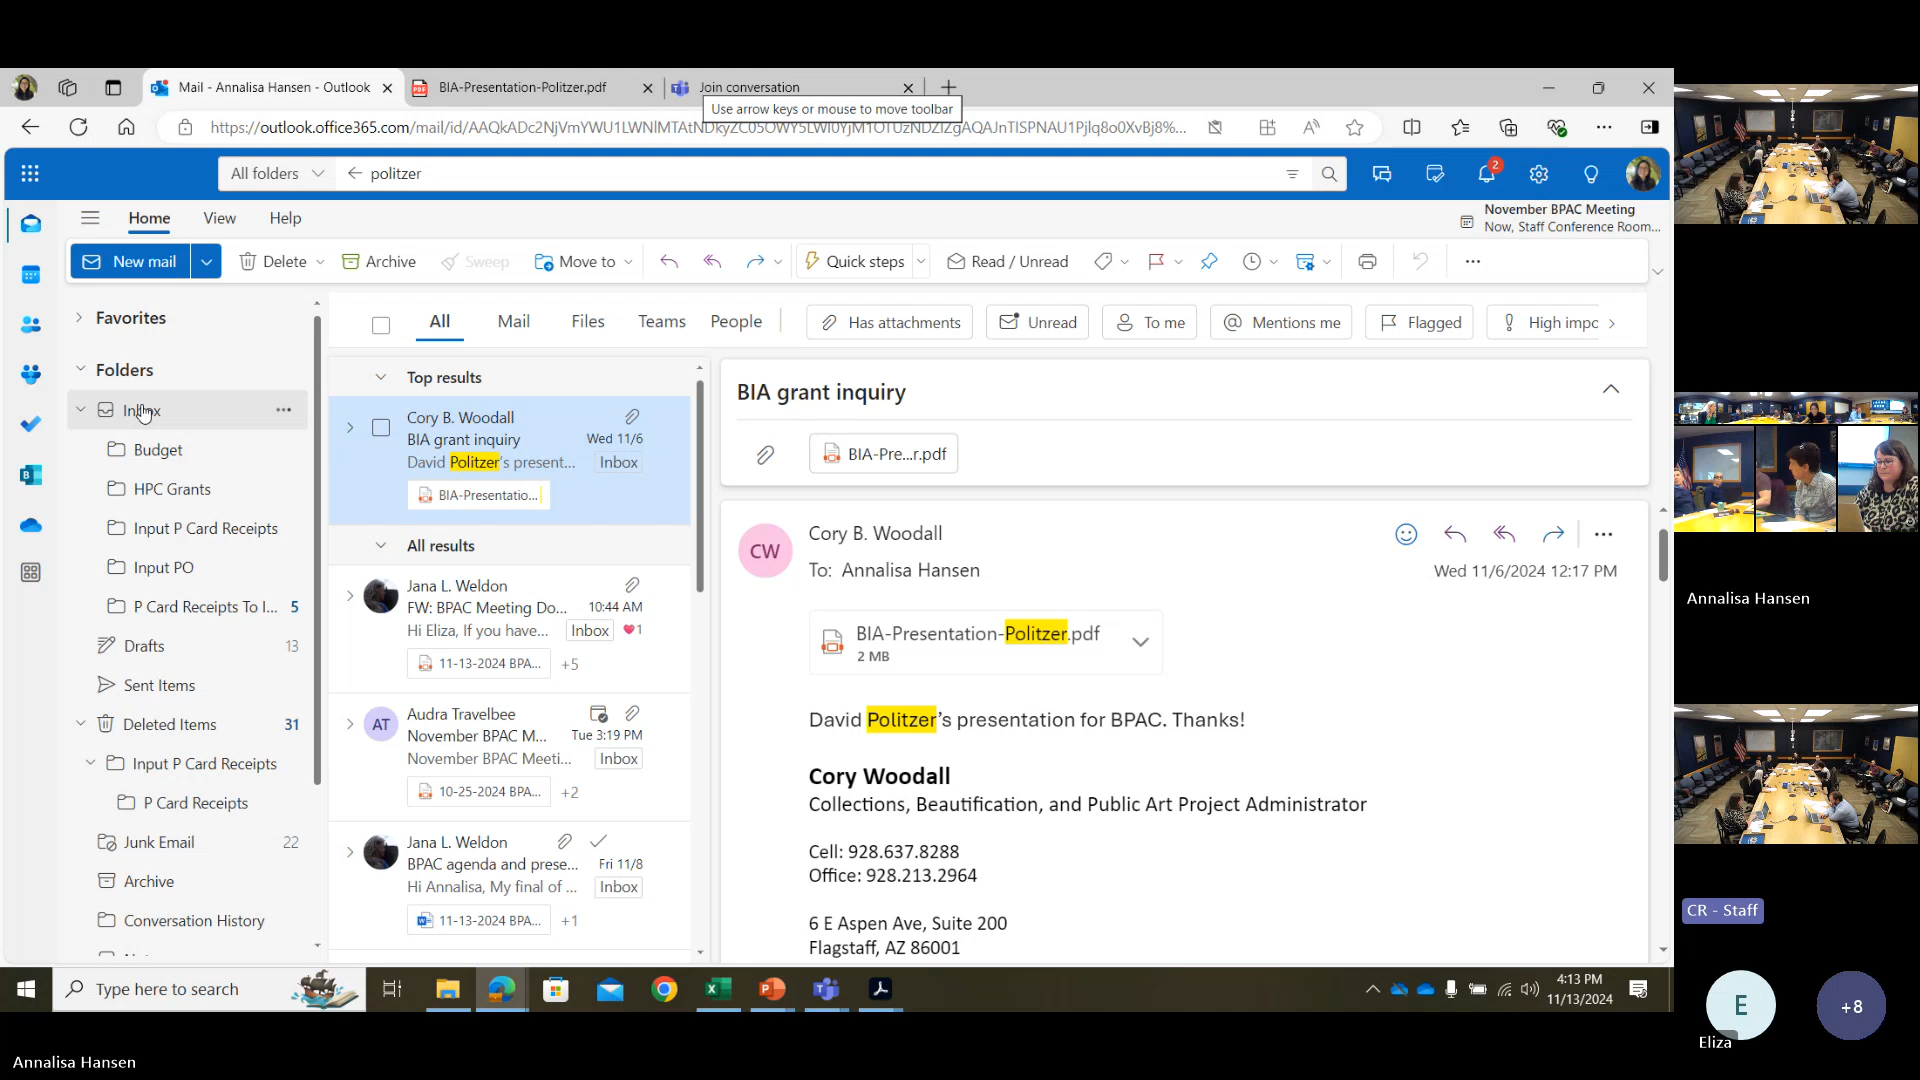 Mail - Annalisa Hansen - Outlook
BIA-Presentation-Politzer.pdf
Join conversation
Use arrow keys or mouse to move toolbar
All folders
politzer
2
Home
View
Help
November BPAC Meeting
Now, Staff Conference Room...
New mail
Delete
Archive
Sweep
Move to
Quick steps
Read / Unread
Favorites
Folders
Inbox
Budget
HPC Grants
Input P Card Receipts
Input PO
P Card Receipts To I... 5
Drafts 13
Sent Items
Deleted Items 31
Input P Card Receipts
P Card Receipts
Junk Email 22
Archive
Conversation History
All
Mail
Files
Teams
People
Has attachments
Unread
To me
Mentions me
Flagged
High impo
Top results
Cory B. Woodall
BIA grant inquiry Wed 11/6
David Politzer's present... Inbox
BIA-Presentatio...
All results
Jana L. Weldon
FW: BPAC Meeting Do... 10:44 AM
Hi Eliza, If you have... Inbox 1
11-13-2024 BPA... +5
AT
Audra Travelbee
November BPAC M... Tue 3:19 PM
November BPAC Meeti... Inbox
10-25-2024 BPA... +2
Jana L. Weldon
BPAC agenda and prese... Fri 11/8
Hi Annalisa, My final of ... Inbox
11-13-2024 BPA... +1
BIA grant inquiry
BIA-Pre...r.pdf
CW
Cory B. Woodall
To: Annalisa Hansen
Wed 11/6/2024 12:17 PM
BIA-Presentation-Politzer.pdf
2 MB
David Politzer's presentation for BPAC. Thanks!
Cory Woodall
Collections, Beautification, and Public Art Project Administrator
Cell: 928.637.8288
Office: 928.213.2964
6 E Aspen Ave, Suite 200
Flagstaff, AZ 86001
Type here to search
4:13 PM
11/13/2024
Annalisa Hansen
Annalisa Hansen
CR - Staff
E
Eliza
+8